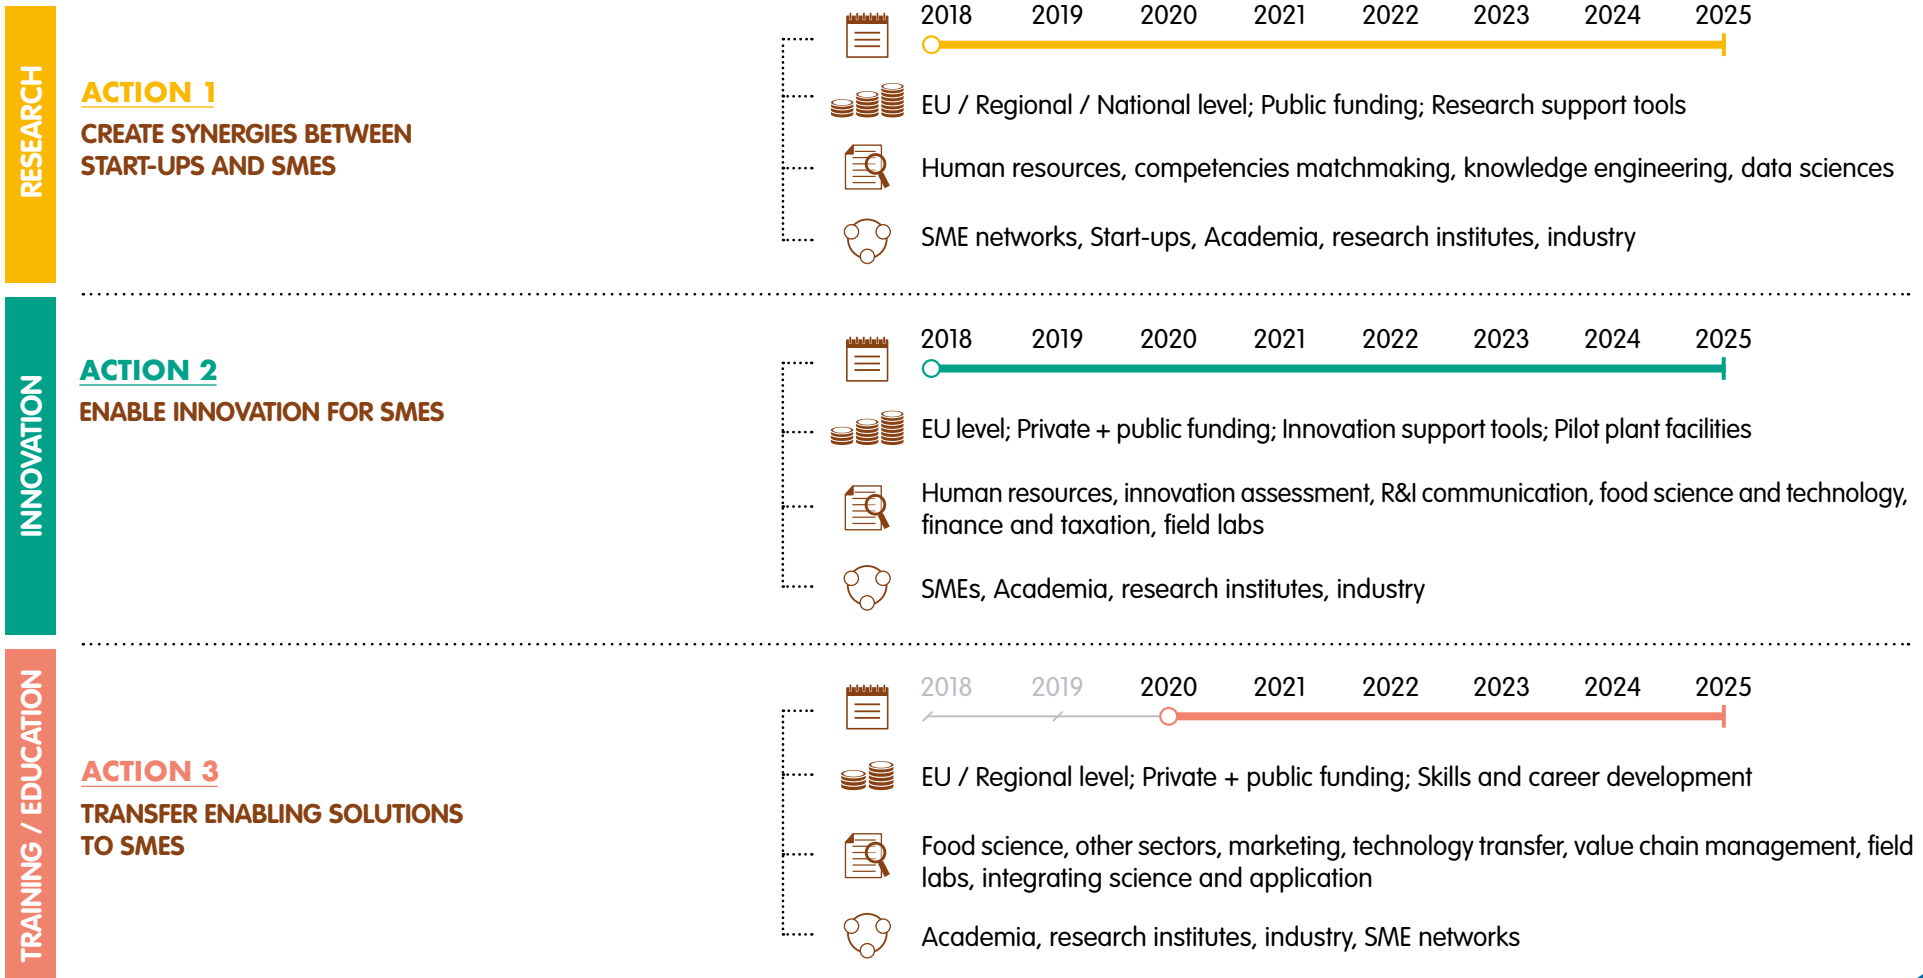 RESEARCH
ACTION 1
CREATE SYNERGIES BETWEEN
START-UPS AND SMES
2018 2019 2020 2021 2022 2023 2024 2025
EU / Regional / National level; Public funding; Research support tools
Human resources, competencies matchmaking, knowledge engineering, data sciences
SME networks, Start-ups, Academia, research institutes, industry
INNOVATION
ACTION 2
ENABLE INNOVATION FOR SMES
2018 2019 2020 2021 2022 2023 2024 2025
EU level; Private + public funding; Innovation support tools; Pilot plant facilities
Human resources, innovation assessment, R&I communication, food science and technology,
finance and taxation, field labs
SMEs, Academia, research institutes, industry
TRAINING / EDUCATION
ACTION 3
TRANSFER ENABLING SOLUTIONS
TO SMES
2018 2019 2020 2021 2022 2023 2024 2025
EU / Regional level; Private + public funding; Skills and career development
Food science, other sectors, marketing, technology transfer, value chain management, field
labs, integrating science and application
Academia, research institutes, industry, SME networks